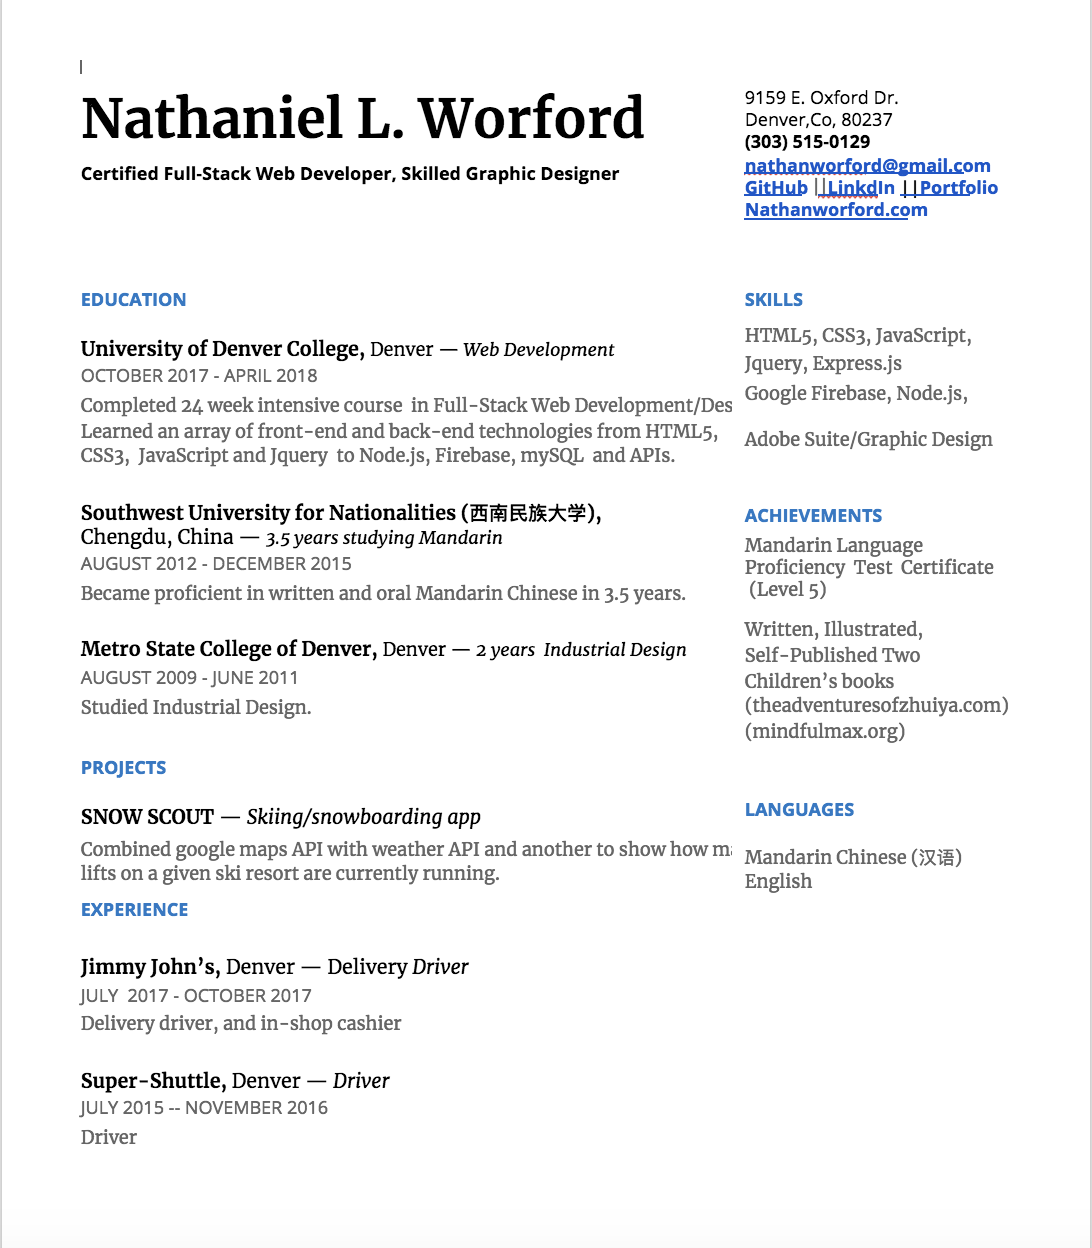 Nathaniel L. Worford
Certified Full-Stack Web Developer, Skilled Graphic Designer
9159 E. Oxford Dr.
Denver,Co, 80237
(303) 515-0129
nathanworford@gmail.com
GitHub ||LinkdIn ||Portfolio
Nathanworford.com
EDUCATION
University of Denver College, Denver — Web Development
OCTOBER 2017 - APRIL 2018
Completed 24 week intensive course in Full-Stack Web Development/Des
Learned an array of front-end and back-end technologies from HTML5,
CSS3, JavaScript and Jquery to Node.js, Firebase, mySQL and APIs.
Southwest University for Nationalities (西南民族大学),
Chengdu, China — 3.5 years studying Mandarin
AUGUST 2012 - DECEMBER 2015
Became proficient in written and oral Mandarin Chinese in 3.5 years.
Metro State College of Denver, Denver — 2 years Industrial Design
AUGUST 2009 - JUNE 2011
Studied Industrial Design.
PROJECTS
SNOW SCOUT — Skiing/snowboarding app
Combined google maps API with weather API and another to show how
lifts on a given ski resort are currently running.
EXPERIENCE
Jimmy John’s, Denver — Delivery Driver
JULY 2017 - OCTOBER 2017
Delivery driver, and in-shop cashier
Super-Shuttle, Denver — Driver
JULY 2015 -- NOVEMBER 2016
Driver
SKILLS
HTML5, CSS3, JavaScript,
Jquery, Express.js
Google Firebase, Node.js,
Adobe Suite/Graphic Design
ACHIEVEMENTS
Mandarin Language
Proficiency Test Certificate
(Level 5)
Written, Illustrated,
Self-Published Two
Children’s books
(theadventuresofzhuiya.com)
(mindfulmax.org)
LANGUAGES
Mandarin Chinese (汉语)
English